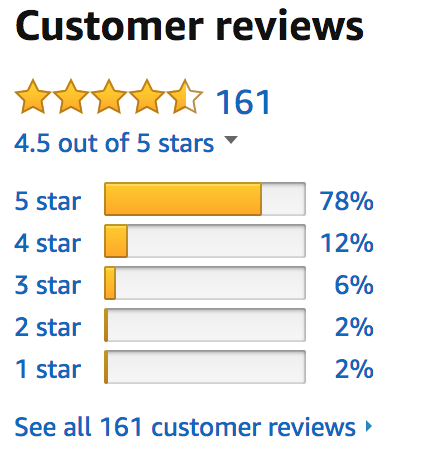 Customer reviews
161
4.5 out of 5 stars
5 star 78%
4 star 12%
3 star 6%
2 star 2%
1 star 2%
See all 161 customer reviews